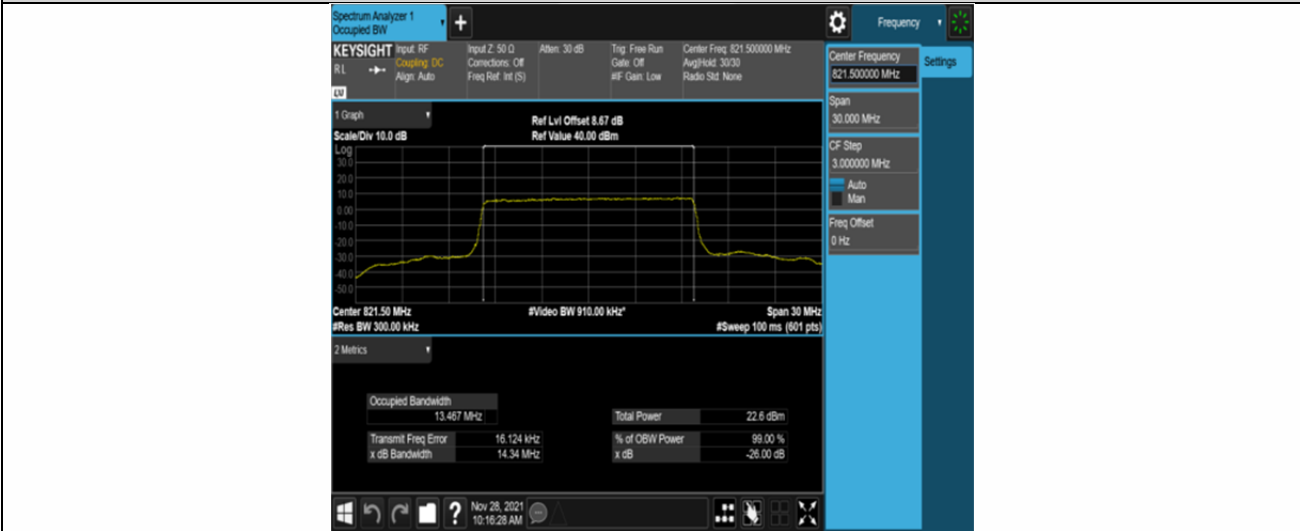 Spectrum Analyzer 1
Occupied BW
+
Frequency
KEYSIGHT
R L
LXI
Input: RF
Coupling: DC
Align: Auto
Input Z: 50 Ω
Corrections: Off
Freq Ref: Int (S)
Atten: 30 dB
Trig: Free Run
Gate: Off
#IF Gain: Low
Center Freq: 821.500000 MHz
Avg|Hold: 30/30
Radio Std: None
Center Frequency
821.500000 MHz
Settings
Span
30.000 MHz
CF Step
3.000000 MHz
Auto
Man
Freq Offset
0 Hz
1 Graph
Scale/Div 10.0 dB
Ref Lvl Offset 8.67 dB
Ref Value 40.00 dBm
Log
30.0
20.0
10.0
0.00
-10.0
-20.0
-30.0
-40.0
-50.0
Center 821.50 MHz
#Res BW 300.00 kHz
#Video BW 910.00 kHz*
Span 30 MHz
#Sweep 100 ms (601 pts)
2 Metrics
Occupied Bandwidth
13.467 MHz
Transmit Freq Error 16.124 kHz
x dB Bandwidth 14.34 MHz
Total Power 22.6 dBm
% of OBW Power 99.00 %
x dB -26.00 dB
?
Nov 28, 2021
10:16:28 AM